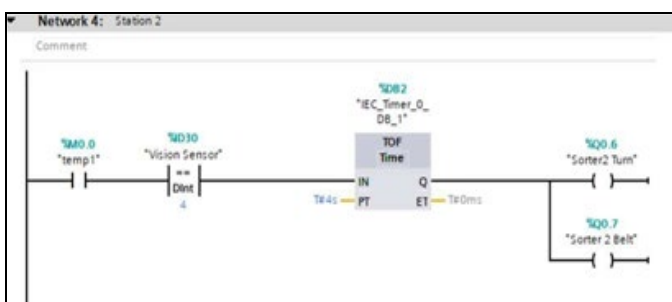 Network 4: Station 2
Comment
%DB2
"IEC_Timer_0_
DB_1"
%M0.0
"temp1"
%ID30
"Vision Sensor"
==
DInt
4
TOF
Time
IN Q
T#4s PT ET T#0ms
%Q0.6
"Sorter2 Turn"
%Q0.7
"Sorter 2 Belt"